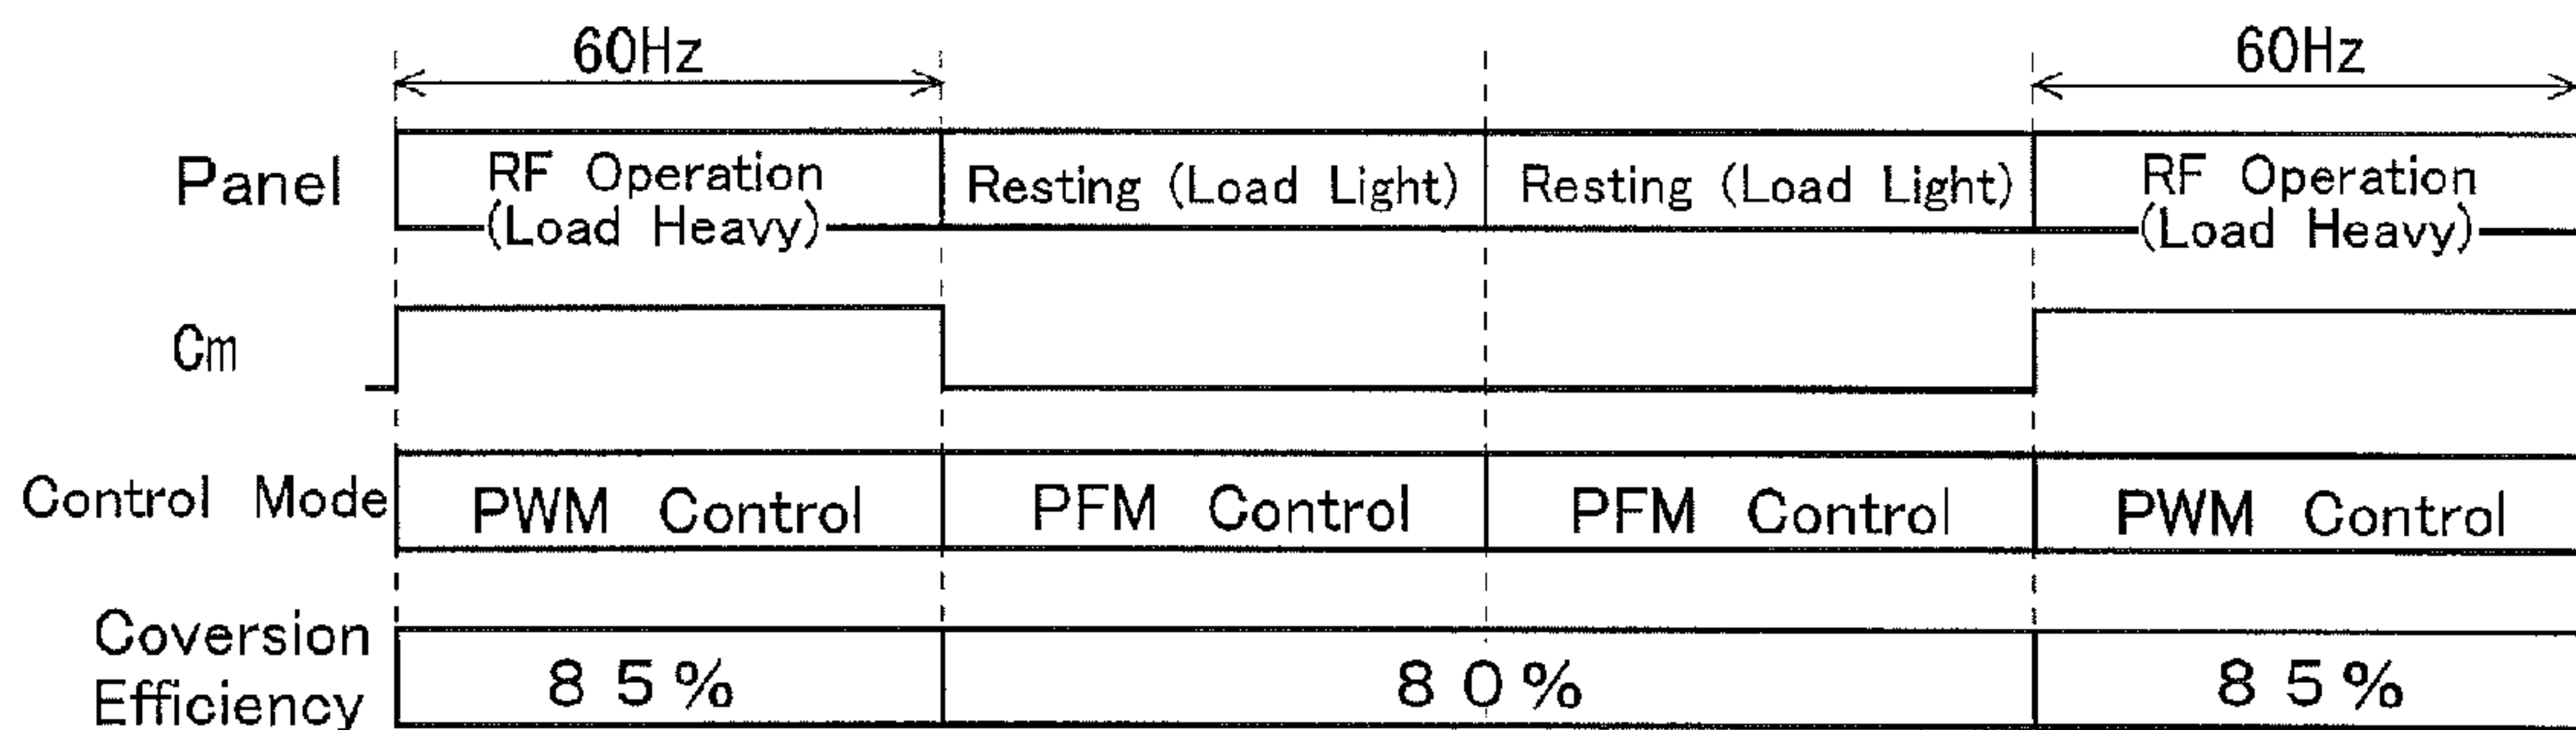 60Hz 60Hz
Panel RF Operation Resting (Load Light) Resting (Load Light) RF Operation
(Load Heavy) (Load Heavy)
Cm
Control Mode PWM Control PFM Control PFM Control PWM Control
Coversion
Efficiency 85% 80% 85%